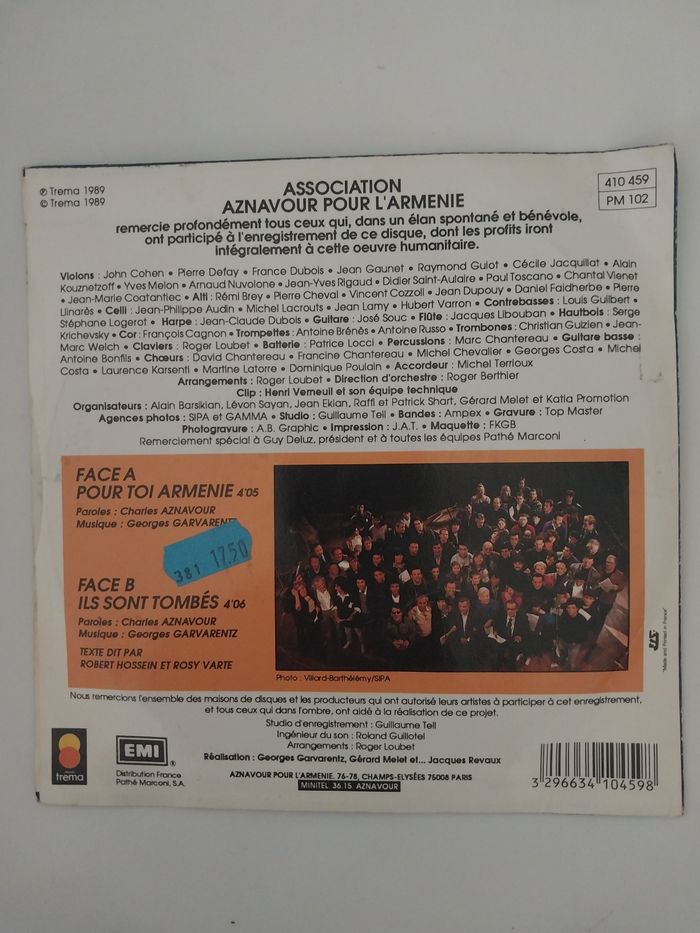 ℗ Trema 1989
© Trema 1989
ASSOCIATION
AZNAVOUR POUR L'ARMENIE
410 459
PM 102
remercie profondément tous ceux qui, dans un élan spontané et bénévole,
ont participé à l'enregistrement de ce disque, dont les profits iront
intégralement à cette oeuvre humanitaire.
Violons : John Cohen • Pierre Defay • France Dubois • Jean Gaunet • Raymond Guiot • Cécile Jacquillat • Alain
Kouznetzoff • Yves Melon • Arnaud Nuvolone • Jean-Yves Rigaud • Didier Saint-Aulaire • Paul Toscano • Chantal Vienet
• Jean-Marie Coatantiec • Alti : Rémi Brey • Pierre Cheval • Vincent Cozzoli • Jean Dupouy • Daniel Faidherbe • Pierre
Llinarès • Celli : Jean-Philippe Audin • Michel Lacrouts • Jean Lamy • Hubert Varron • Contrebasses : Louis Guilbert •
Stéphane Logerot • Harpe : Jean-Claude Dubois • Guitare : José Souc • Flûte : Jacques Libouban • Hautbois : Serge
Krichevsky • Cor : François Cagnon • Trompettes : Antoine Brénès • Antoine Russo • Trombones : Christian Guizien • Jean-
Marc Welch • Claviers : Roger Loubet • Batterie : Patrice Locci • Percussions : Marc Chantereau • Guitare basse :
Antoine Bonfils • Chœurs : David Chantereau • Francine Chantereau • Michel Chevalier • Georges Costa • Michel
Costa • Laurence Karsenti • Martine Latorre • Dominique Poulain • Accordeur : Michel Terrioux
Arrangements : Roger Loubet • Direction d'orchestre : Roger Berthier
Clip : Henri Verneuil et son équipe technique
Organisateurs : Alain Barsikian, Lévon Sayan, Jean Ekian, Raffi et Patrick Shart, Gérard Melet et Katia Promotion
Agences photos : SIPA et GAMMA • Studio : Guillaume Tell • Bandes : Ampex • Gravure : Top Master
Photogravure : A.B. Graphic • Impression : J.A.T. • Maquette : FKGB
Remerciement spécial à Guy Deluz, président et à toutes les équipes Pathé Marconi
FACE A
POUR TOI ARMENIE 4'05
Paroles : Charles AZNAVOUR
Musique : Georges GARVARENTZ
381 17.50
FACE B
ILS SONT TOMBÉS 4'06
Paroles : Charles AZNAVOUR
Musique : Georges GARVARENTZ
TEXTE DIT PAR
ROBERT HOSSEIN ET ROSY VARTE
Photo : Villard-Barthélémy/SIPA
"Made and Printed in France"
Nous remercions l'ensemble des maisons de disques et les producteurs qui ont autorisé leurs artistes à participer à cet enregistrement,
et tous ceux qui dans l'ombre, ont aidé à la réalisation de ce projet.
Studio d'enregistrement : Guillaume Tell
Ingénieur du son : Roland Guillotel
Arrangements : Roger Loubet
Réalisation : Georges Garvarentz, Gérard Melet et... Jacques Revaux
trema
EMI ®
Distribution France
Pathé Marconi, S.A.
AZNAVOUR POUR L'ARMENIE. 76-78, CHAMPS-ELYSÉES 75008 PARIS
MINITEL 36.15. AZNAVOUR
3 296634 104598